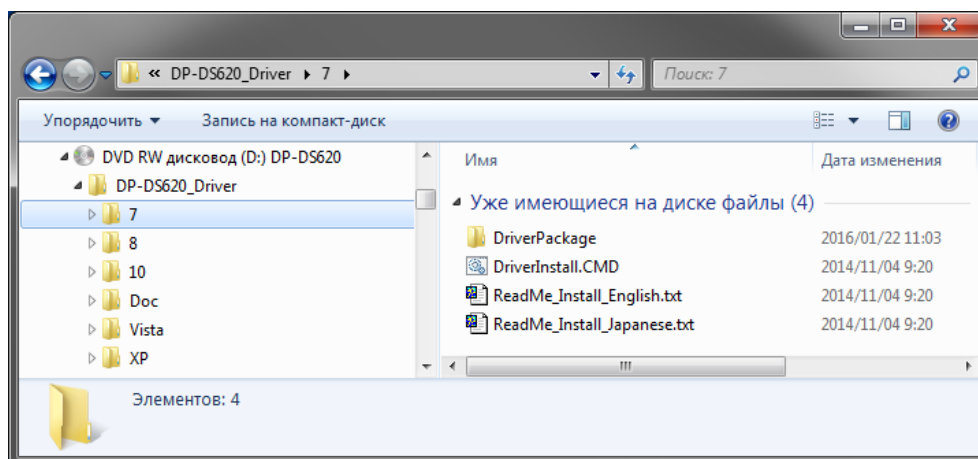 « DP-DS620_Driver 7
Поиск: 7
Упорядочить Запись на компакт-диск
DVD RW дисковод (D:) DP-DS620
DP-DS620_Driver
7
8
10
Doc
Vista
XP
Имя Дата изменения
Уже имеющиеся на диске файлы (4)
DriverPackage 2016/01/22 11:03
DriverInstall.CMD 2014/11/04 9:20
ReadMe_Install_English.txt 2014/11/04 9:20
ReadMe_Install_Japanese.txt 2014/11/04 9:20
Элементов: 4